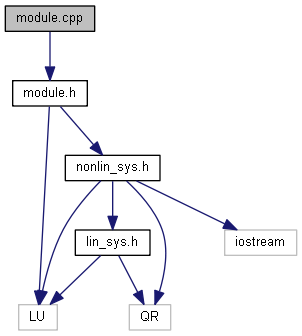 module.cpp
module.h
nonlin_sys.h
lin_sys.h
iostream
LU
QR